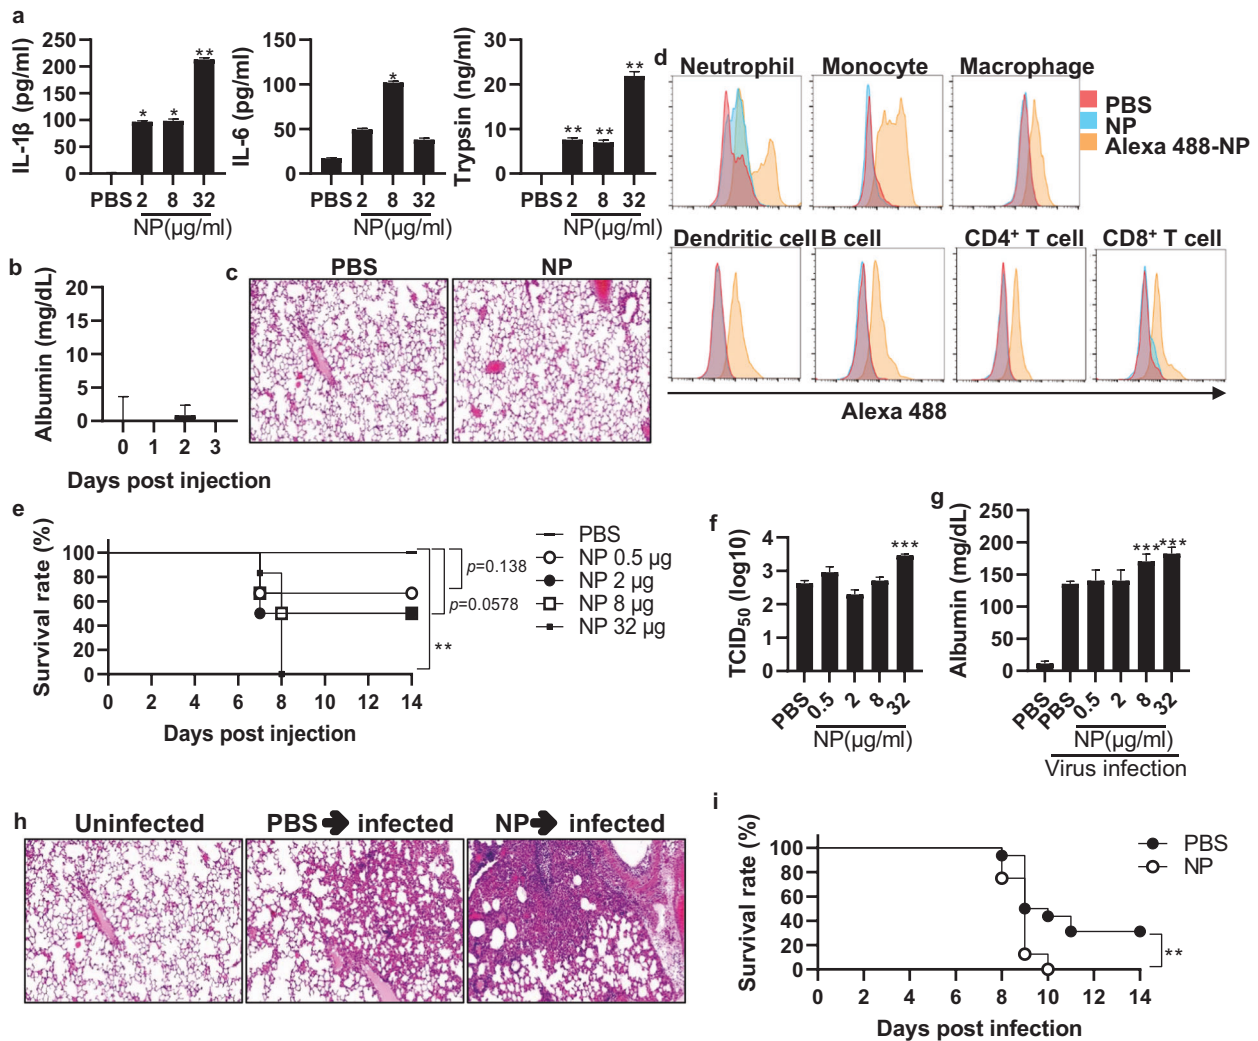 a
IL-1β (pg/ml)
250
200
150
100
50
0
*
*
**
PBS 2 8 32
NP(μg/ml)
IL-6 (pg/ml)
150
100
50
0
*
PBS 2 8 32
NP(μg/ml)
Trypsin (ng/ml)
30
20
10
0
**
**
**
PBS 2 8 32
NP(μg/ml)
b
Albumin (mg/dL)
20
15
10
5
0
0 1 2 3
Days post injection
c
PBS
NP
d
Neutrophil
Monocyte
Macrophage
PBS
NP
Alexa 488-NP
Dendritic cell
B cell
CD4⁺ T cell
CD8⁺ T cell
Alexa 488
e
Survival rate (%)
100
80
60
40
20
0
0 2 4 6 8 10 12 14
Days post injection
p=0.138
p=0.0578
**
PBS
NP 0.5 μg
NP 2 μg
NP 8 μg
NP 32 μg
f
TCID₅₀ (log10)
4
3
2
1
0
***
PBS 0.5 2 8 32
NP(μg/ml)
g
Albumin (mg/dL)
250
200
150
100
50
0
***
***
PBS PBS 0.5 2 8 32
NP(μg/ml)
Virus infection
h
Uninfected
PBS ➔ infected
NP ➔ infected
i
Survival rate (%)
100
80
60
40
20
0
0 2 4 6 8 10 12 14
Days post infection
PBS
NP
**